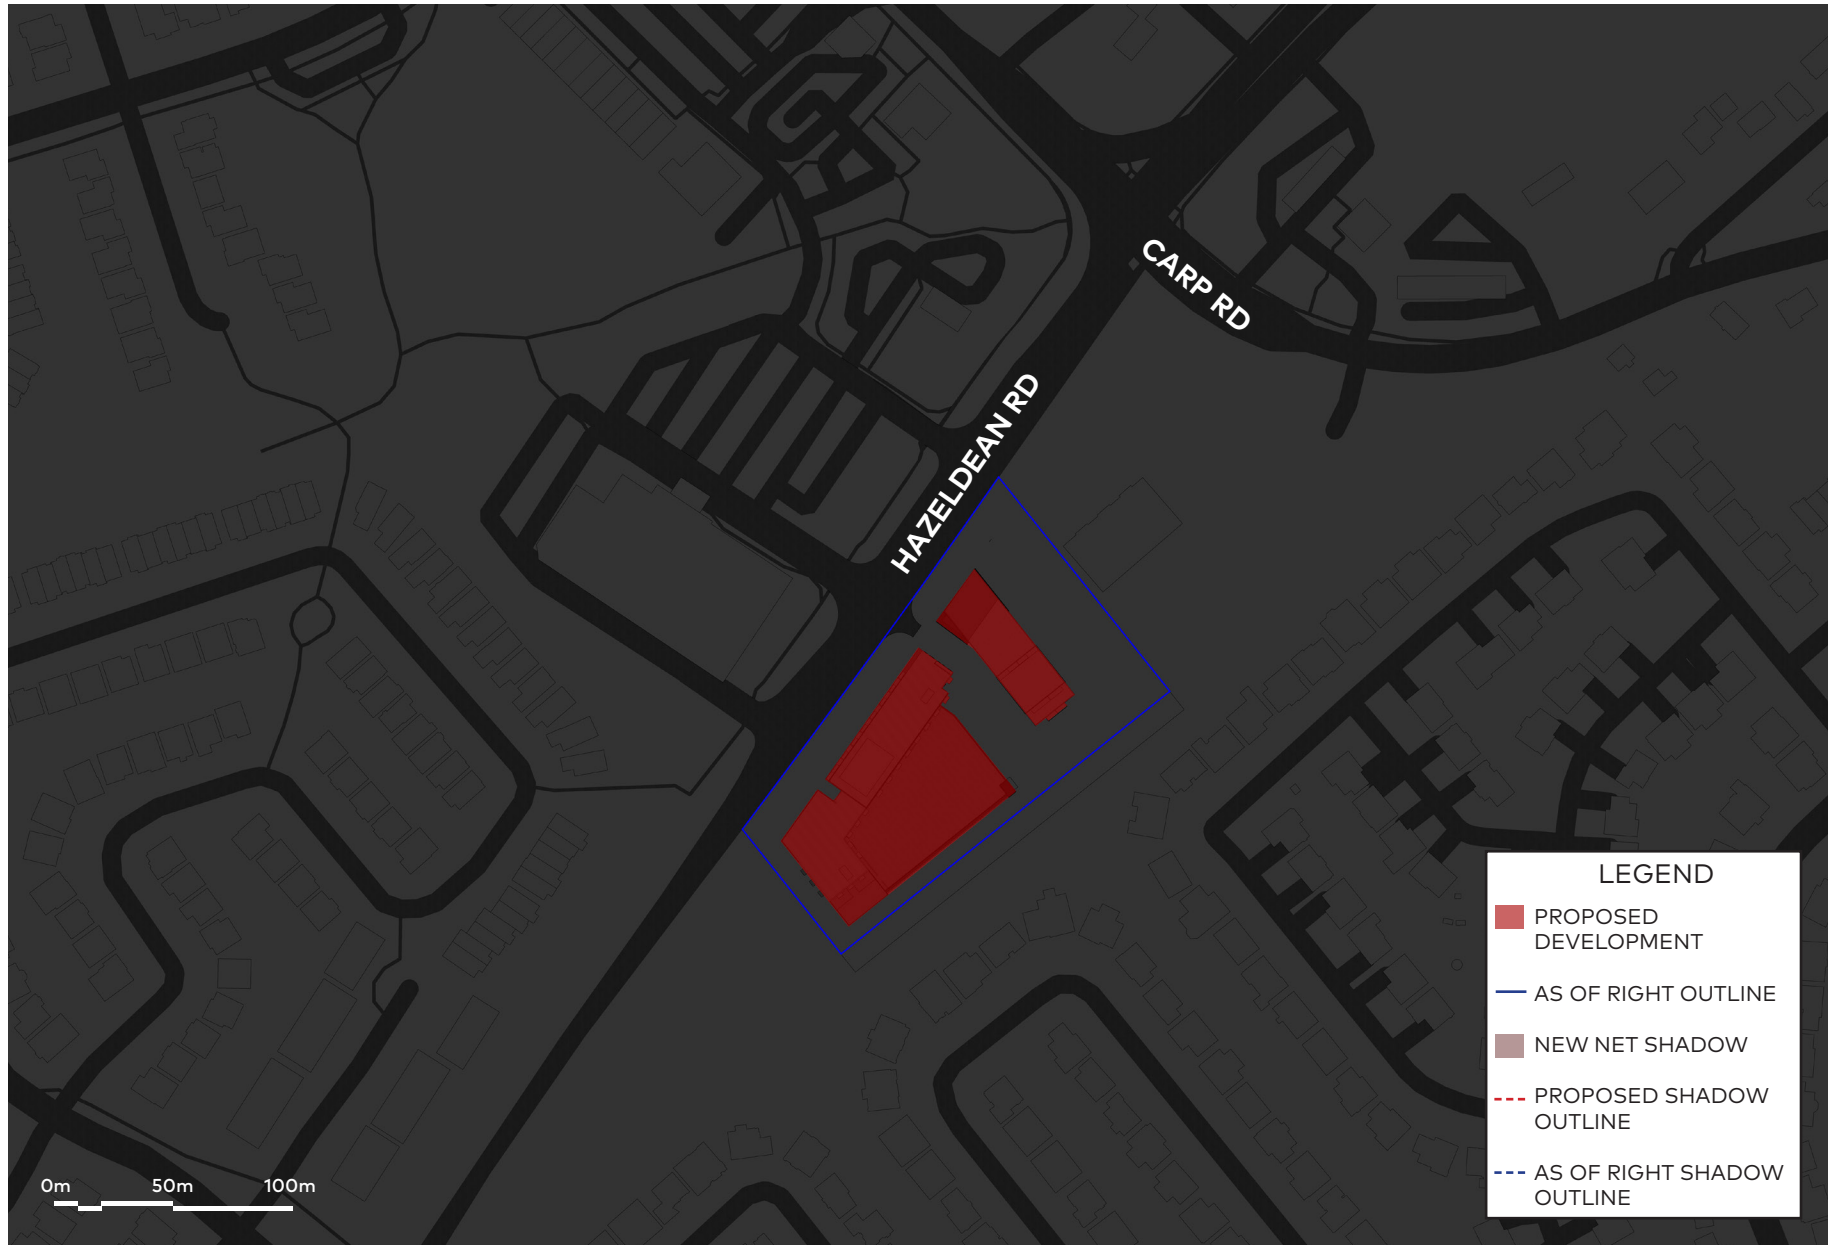 CARP RD
HAZELDEAN RD
LEGEND
PROPOSED
DEVELOPMENT
AS OF RIGHT OUTLINE
NEW NET SHADOW
PROPOSED SHADOW
OUTLINE
AS OF RIGHT SHADOW
OUTLINE
0m 50m 100m